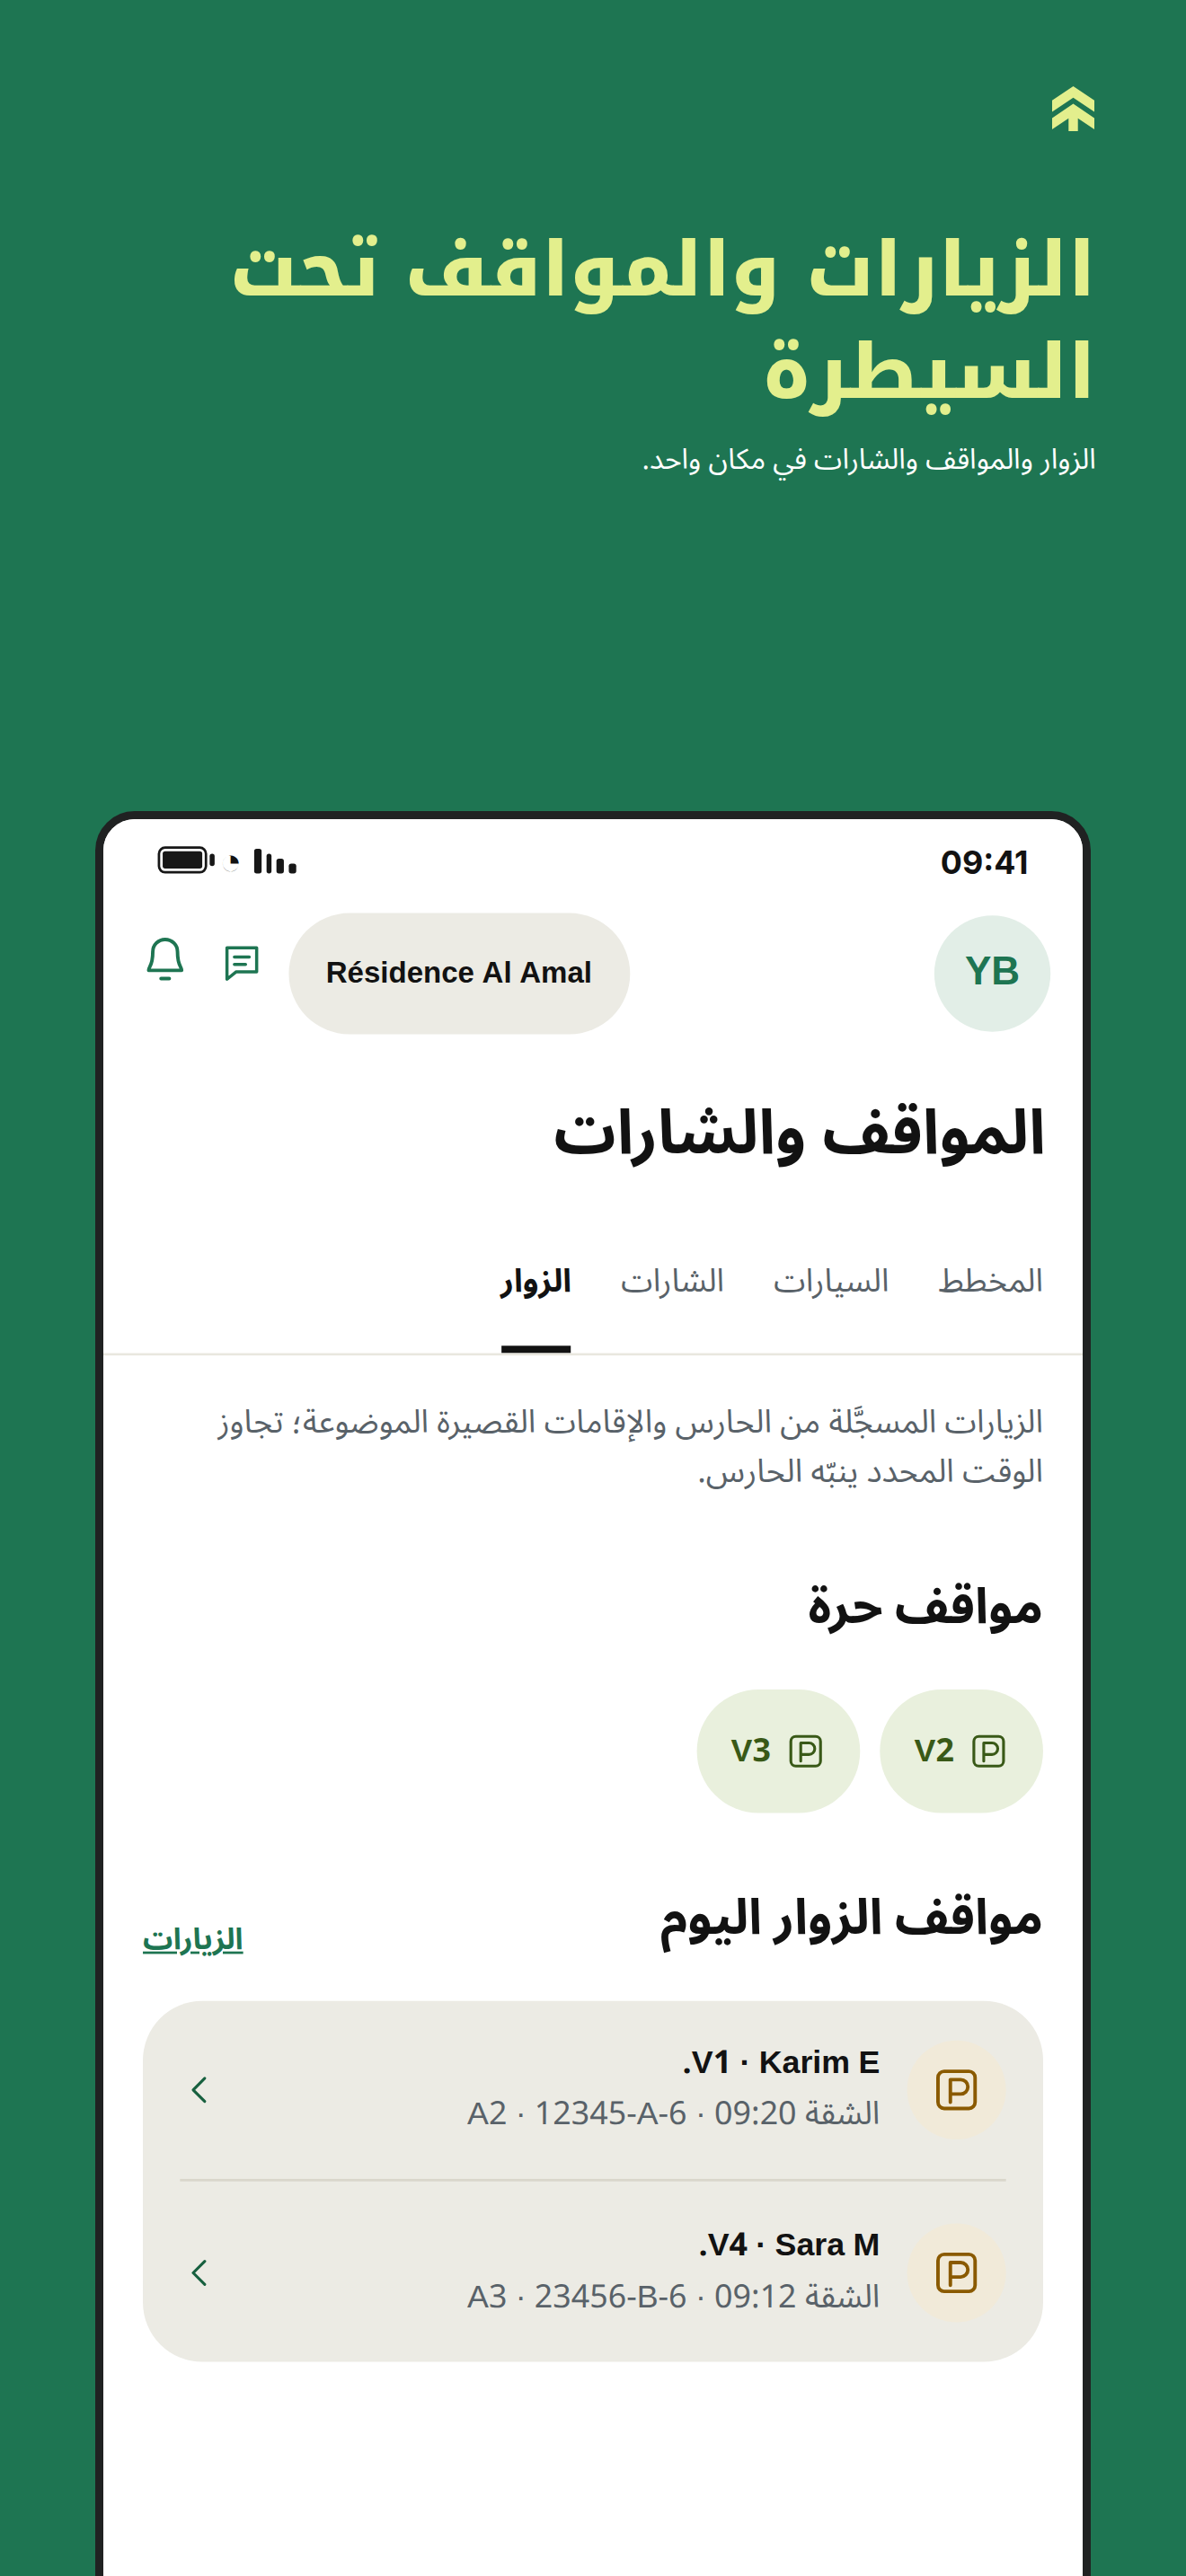 الزيارات والمواقف تحت
السيطرة
الزوار والمواقف والشارات في مكان واحد.
09:41
YB
Résidence Al Amal
المواقف والشارات
المخطط السيارات الشارات الزوار
الزيارات المسجَّلة من الحارس والإقامات القصيرة الموضوعة؛ تجاوز
الوقت المحدد ينبّه الحارس.
مواقف حرة
P V2 P V3
مواقف الزوار اليوم الزيارات
P
V1 · Karim E.
الشقة A2 · 12345-A-6 · 09:20
P
V4 · Sara M.
الشقة A3 · 23456-B-6 · 09:12